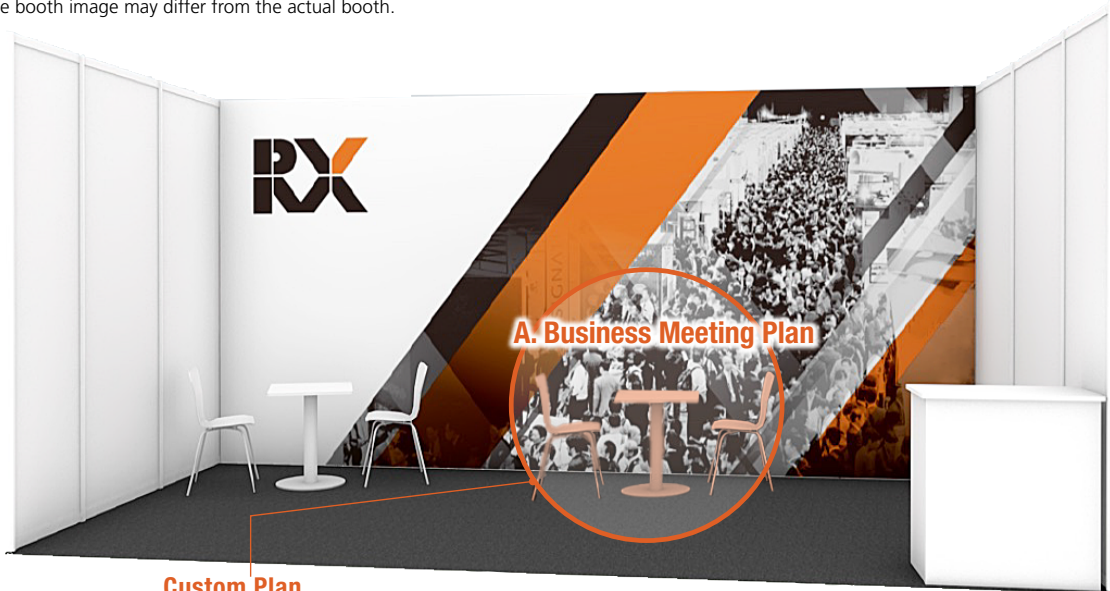 e booth image may differ from the actual booth.
RX
A. Business Meeting Plan
Custom Plan